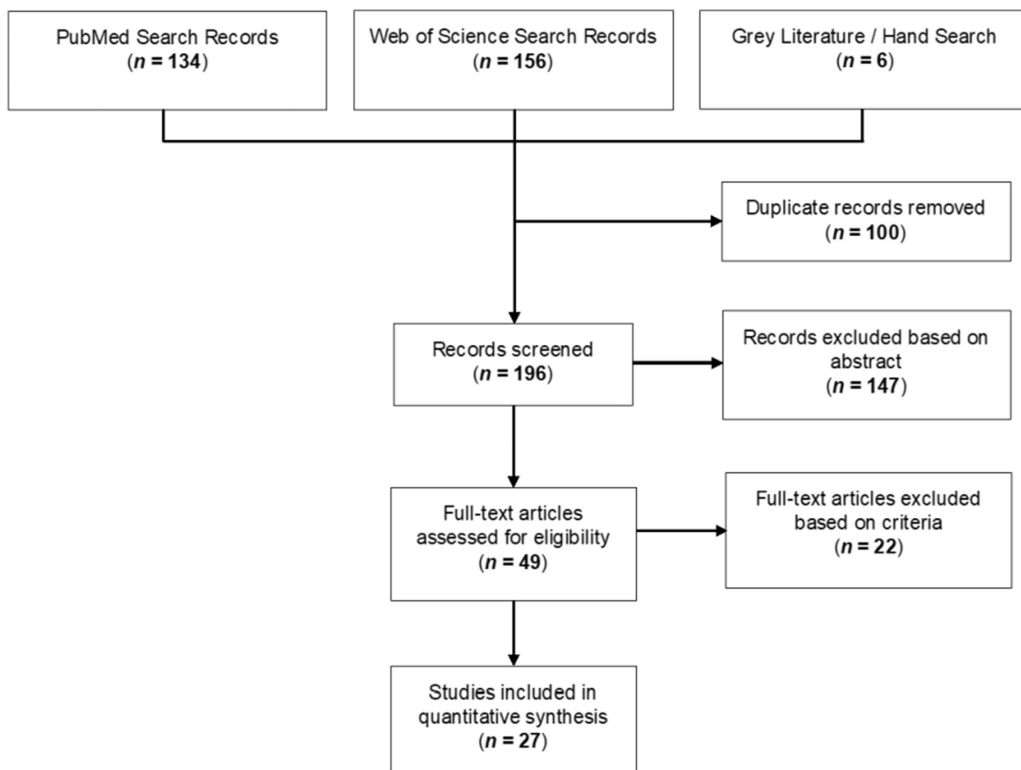 PubMed Search Records
(n = 134)
Web of Science Search Records
(n = 156)
Grey Literature / Hand Search
(n = 6)
Duplicate records removed
(n = 100)
Records screened
(n = 196)
Records excluded based on
abstract
(n = 147)
Full-text articles
assessed for eligibility
(n = 49)
Full-text articles excluded
based on criteria
(n = 22)
Studies included in
quantitative synthesis
(n = 27)